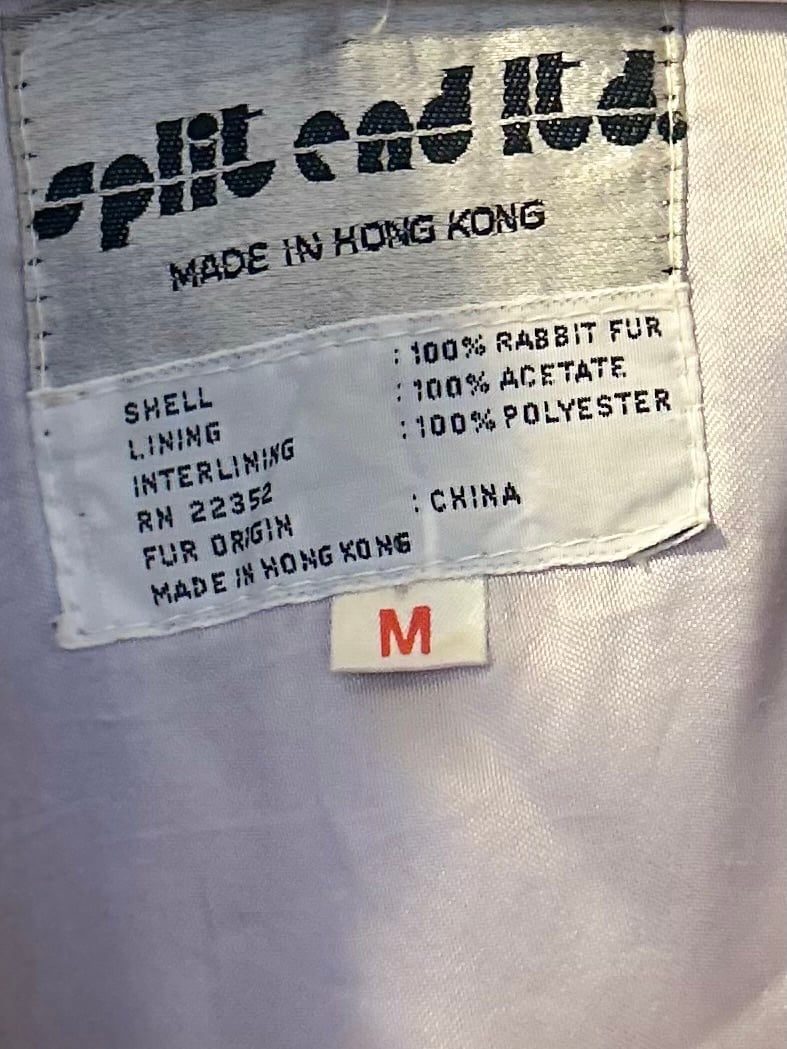 split end ltd.
MADE IN HONG KONG
SHELL : 100% RABBIT FUR
LINING : 100% ACETATE
INTERLINING : 100% POLYESTER
RN 22352
FUR ORIGIN : CHINA
MADE IN HONG KONG
M